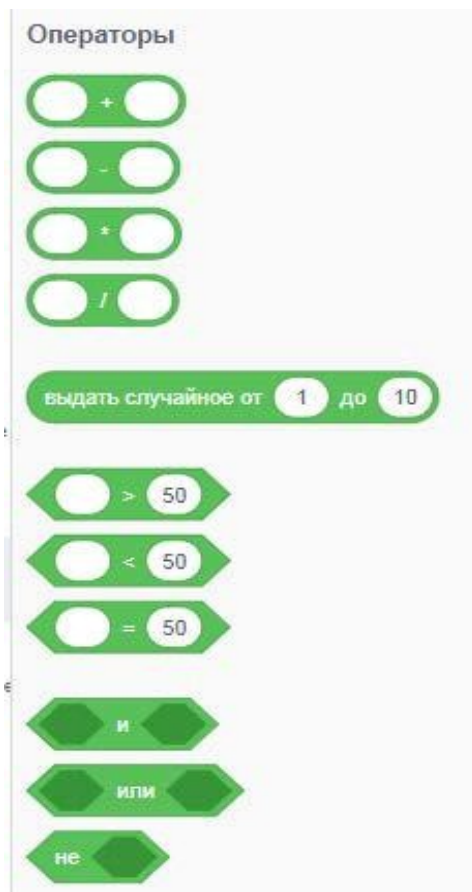 Операторы
+
-
*
/
выдать случайное от 1 до 10
> 50
< 50
= 50
и
или
не